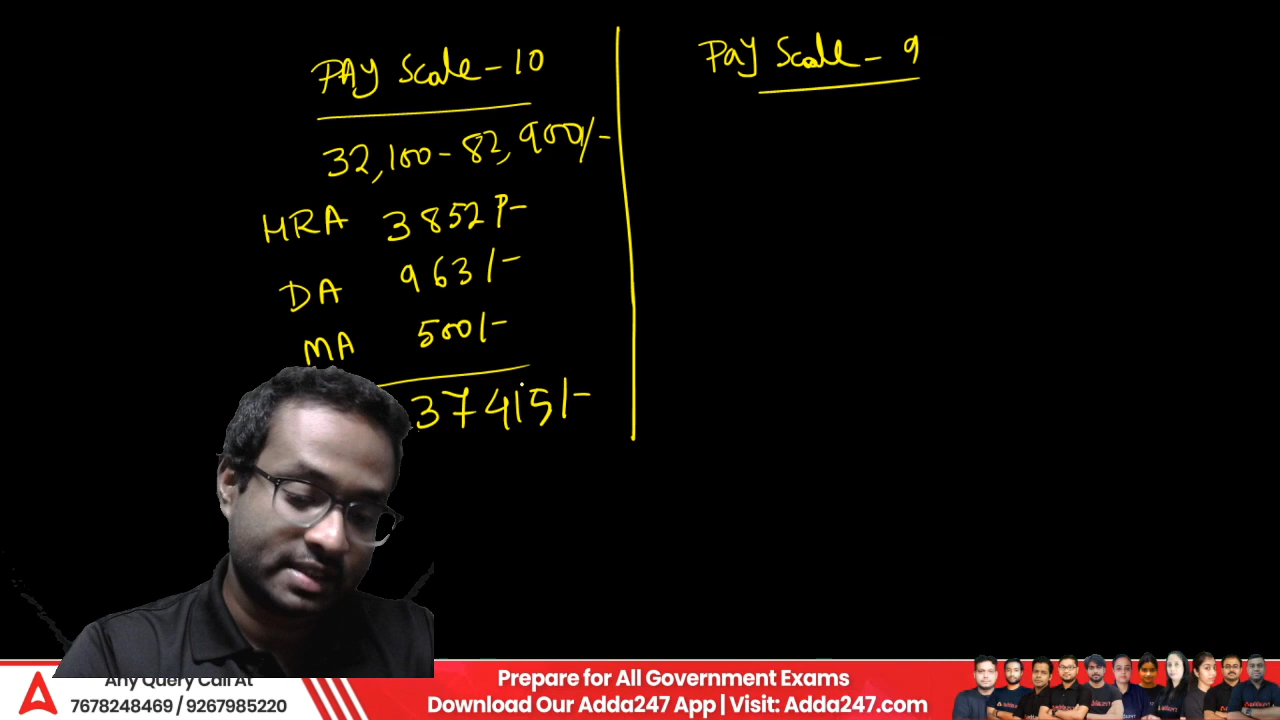 PAY Scale - 10
32,100 - 82,900/-
HRA 3852/-
DA 963/-
MA 500/-
37415/-
Pay Scale - 9
Any Query Call At
7678248469 / 9267985220
Prepare for All Government Exams
Download Our Adda247 App | Visit: Adda247.com